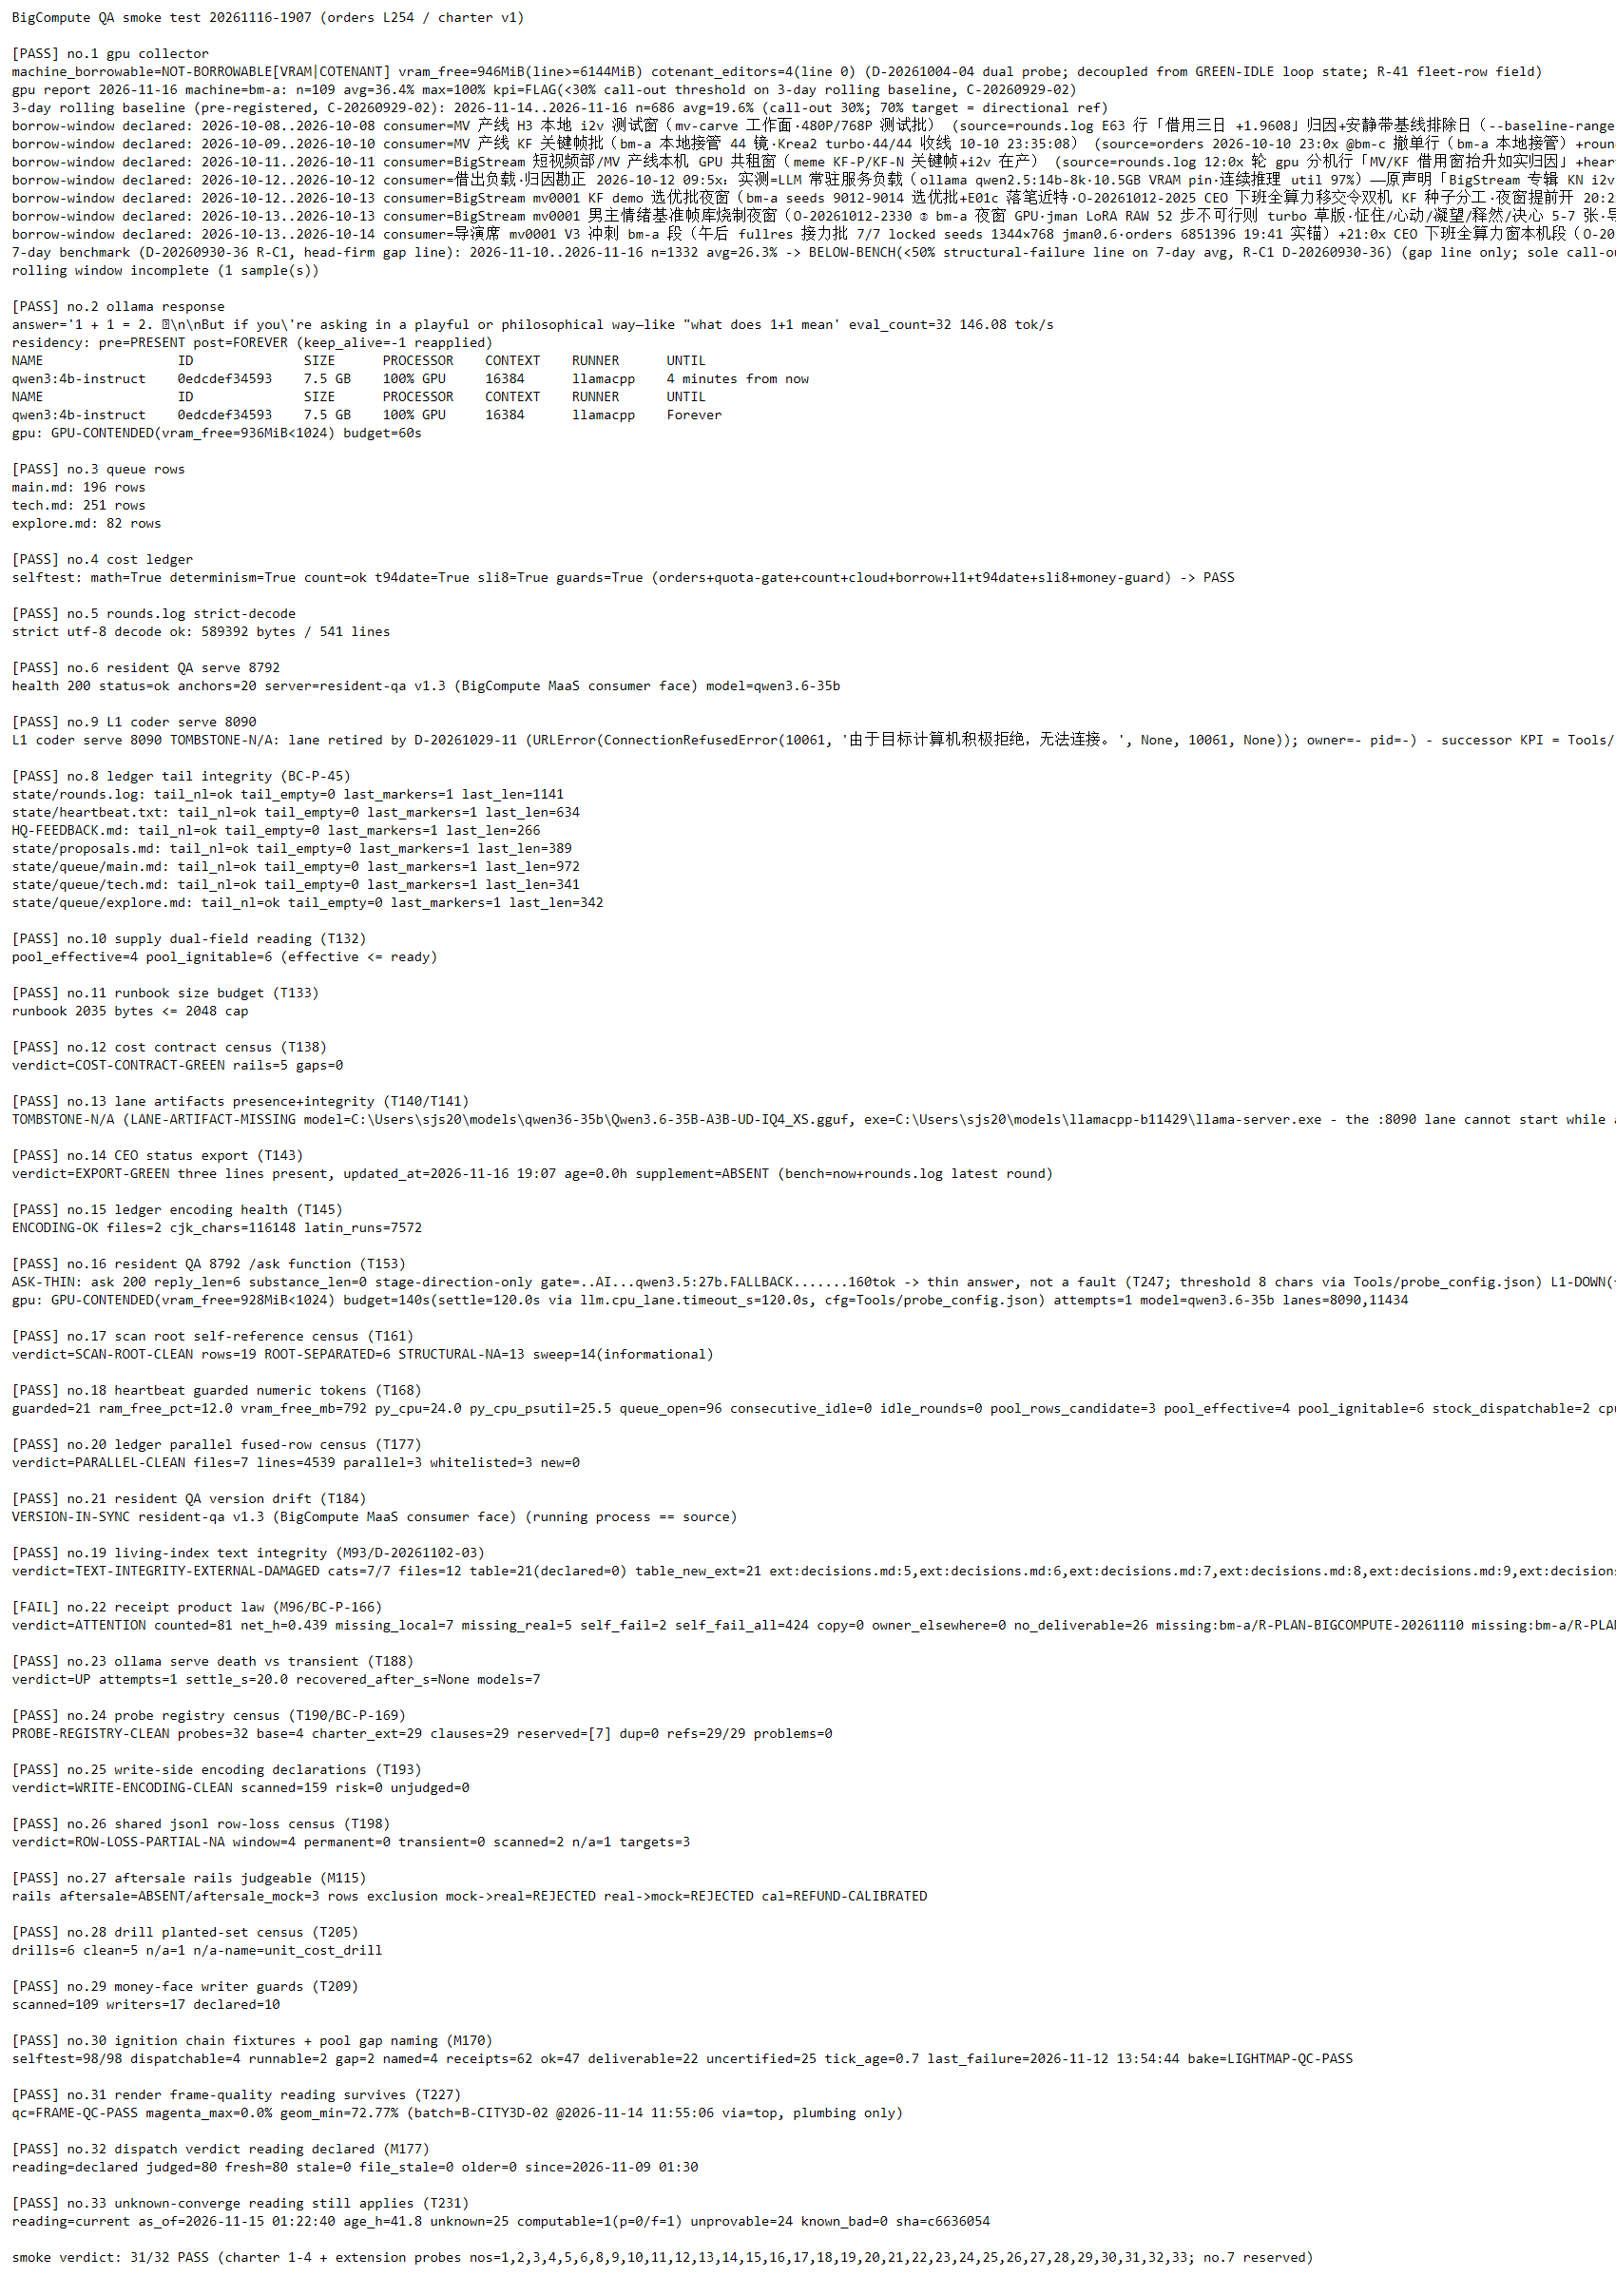 BigCompute QA smoke test 20261116-1907 (orders L254 / charter v1)
[PASS] no.1 gpu collector
machine_borrowable=NOT-BORROWABLE[VRAM|COTENANT] vram_free=946MiB(line>=6144MiB) cotenant_editors=4(line 0) (D-20261004-04 dual probe; decoupled from GREEN-IDLE loop state; R-41 fleet-row field)
gpu report 2026-11-16 machine=bm-a: n=109 avg=36.4% max=100% kpi=FLAG(<30% call-out threshold on 3-day rolling baseline, C-20260929-02)
3-day rolling baseline (pre-registered, C-20260929-02): 2026-11-14..2026-11-16 n=686 avg=19.6% (call-out 30%; 70% target = directional ref)
borrow-window declared: 2026-10-08..2026-10-08 consumer=MV 产线 H3 本地 i2v 测试窗（mv-carve 工作面·480P/768P 测试批） (source=rounds.log E63 行「借用三日 +1.9608」归因+安静带基线排除日（--baseline-range
borrow-window declared: 2026-10-09..2026-10-10 consumer=MV 产线 KF 关键帧批（bm-a 本地接管 44 镜·Krea2 turbo·44/44 收线 10-10 23:35:08） (source=orders 2026-10-10 23:0x @bm-c 撤单行（bm-a 本地接管）+roun
borrow-window declared: 2026-10-11..2026-10-11 consumer=BigStream 短视频部/MV 产线本机 GPU 共租窗（meme KF-P/KF-N 关键帧+i2v 在产） (source=rounds.log 12:0x 轮 gpu 分机行「MV/KF 借用窗抬升如实归因」+hear
borrow-window declared: 2026-10-12..2026-10-12 consumer=借出负载·归因勘正 2026-10-12 09:5x：实测=LLM 常驻服务负载（ollama qwen2.5:14b-8k·10.5GB VRAM pin·连续推理 util 97%）—原声明「BigStream 专辑 KN i2v
borrow-window declared: 2026-10-12..2026-10-13 consumer=BigStream mv0001 KF demo 选优批夜窗（bm-a seeds 9012-9014 选优批+E01c 落笔近特·O-20261012-2025 CEO 下班全算力移交令双机 KF 种子分工·夜窗提前开 20:2
borrow-window declared: 2026-10-13..2026-10-13 consumer=BigStream mv0001 男主情绪基准帧库烧制夜窗（O-20261012-2330 ② bm-a 夜窗 GPU·jman LoRA RAW 52 步不可行则 turbo 草版·怔住/心动/凝望/释然/决心 5-7 张·
borrow-window declared: 2026-10-13..2026-10-14 consumer=导演席 mv0001 V3 冲刺 bm-a 段（午后 fullres 接力批 7/7 locked seeds 1344×768 jman0.6·orders 6851396 19:41 实锚）+21:0x CEO 下班全算力窗本机段（O-20
7-day benchmark (D-20260930-36 R-C1, head-firm gap line): 2026-11-10..2026-11-16 n=1332 avg=26.3% -> BELOW-BENCH(<50% structural-failure line on 7-day avg, R-C1 D-20260930-36) (gap line only; sole call-ou
rolling window incomplete (1 sample(s))
[PASS] no.2 ollama response
answer='1 + 1 = 2. \n\nBut if you\'re asking in a playful or philosophical way—like "what does 1+1 mean' eval_count=32 146.08 tok/s
residency: pre=PRESENT post=FOREVER (keep_alive=-1 reapplied)
NAME ID SIZE PROCESSOR CONTEXT RUNNER UNTIL
qwen3:4b-instruct 0edcdef34593 7.5 GB 100% GPU 16384 llamacpp 4 minutes from now
NAME ID SIZE PROCESSOR CONTEXT RUNNER UNTIL
qwen3:4b-instruct 0edcdef34593 7.5 GB 100% GPU 16384 llamacpp Forever
gpu: GPU-CONTENDED(vram_free=936MiB<1024) budget=60s
[PASS] no.3 queue rows
main.md: 196 rows
tech.md: 251 rows
explore.md: 82 rows
[PASS] no.4 cost ledger
selftest: math=True determinism=True count=ok t94date=True sli8=True guards=True (orders+quota-gate+count+cloud+borrow+l1+t94date+sli8+money-guard) -> PASS
[PASS] no.5 rounds.log strict-decode
strict utf-8 decode ok: 589392 bytes / 541 lines
[PASS] no.6 resident QA serve 8792
health 200 status=ok anchors=20 server=resident-qa v1.3 (BigCompute MaaS consumer face) model=qwen3.6-35b
[PASS] no.9 L1 coder serve 8090
L1 coder serve 8090 TOMBSTONE-N/A: lane retired by D-20261029-11 (URLError(ConnectionRefusedError(10061, '由于目标计算机积极拒绝，无法连接。', None, 10061, None)); owner=- pid=-) - successor KPI = Tools/
[PASS] no.8 ledger tail integrity (BC-P-45)
state/rounds.log: tail_nl=ok tail_empty=0 last_markers=1 last_len=1141
state/heartbeat.txt: tail_nl=ok tail_empty=0 last_markers=1 last_len=634
HQ-FEEDBACK.md: tail_nl=ok tail_empty=0 last_markers=1 last_len=266
state/proposals.md: tail_nl=ok tail_empty=0 last_markers=1 last_len=389
state/queue/main.md: tail_nl=ok tail_empty=0 last_markers=1 last_len=972
state/queue/tech.md: tail_nl=ok tail_empty=0 last_markers=1 last_len=341
state/queue/explore.md: tail_nl=ok tail_empty=0 last_markers=1 last_len=342
[PASS] no.10 supply dual-field reading (T132)
pool_effective=4 pool_ignitable=6 (effective <= ready)
[PASS] no.11 runbook size budget (T133)
runbook 2035 bytes <= 2048 cap
[PASS] no.12 cost contract census (T138)
verdict=COST-CONTRACT-GREEN rails=5 gaps=0
[PASS] no.13 lane artifacts presence+integrity (T140/T141)
TOMBSTONE-N/A (LANE-ARTIFACT-MISSING model=C:\Users\sjs20\models\qwen36-35b\Qwen3.6-35B-A3B-UD-IQ4_XS.gguf, exe=C:\Users\sjs20\models\llamacpp-b11429\llama-server.exe - the :8090 lane cannot start while a
[PASS] no.14 CEO status export (T143)
verdict=EXPORT-GREEN three lines present, updated_at=2026-11-16 19:07 age=0.0h supplement=ABSENT (bench=now+rounds.log latest round)
[PASS] no.15 ledger encoding health (T145)
ENCODING-OK files=2 cjk_chars=116148 latin_runs=7572
[PASS] no.16 resident QA 8792 /ask function (T153)
ASK-THIN: ask 200 reply_len=6 substance_len=0 stage-direction-only gate=..AI...qwen3.5:27b.FALLBACK.......160tok -> thin answer, not a fault (T247; threshold 8 chars via Tools/probe_config.json) L1-DOWN(
gpu: GPU-CONTENDED(vram_free=928MiB<1024) budget=140s(settle=120.0s via llm.cpu_lane.timeout_s=120.0s, cfg=Tools/probe_config.json) attempts=1 model=qwen3.6-35b lanes=8090,11434
[PASS] no.17 scan root self-reference census (T161)
verdict=SCAN-ROOT-CLEAN rows=19 ROOT-SEPARATED=6 STRUCTURAL-NA=13 sweep=14(informational)
[PASS] no.18 heartbeat guarded numeric tokens (T168)
guarded=21 ram_free_pct=12.0 vram_free_mb=792 py_cpu=24.0 py_cpu_psutil=25.5 queue_open=96 consecutive_idle=0 idle_rounds=0 pool_rows_candidate=3 pool_effective=4 pool_ignitable=6 stock_dispatchable=2 cpu
[PASS] no.20 ledger parallel fused-row census (T177)
verdict=PARALLEL-CLEAN files=7 lines=4539 parallel=3 whitelisted=3 new=0
[PASS] no.21 resident QA version drift (T184)
VERSION-IN-SYNC resident-qa v1.3 (BigCompute MaaS consumer face) (running process == source)
[PASS] no.19 living-index text integrity (M93/D-20261102-03)
verdict=TEXT-INTEGRITY-EXTERNAL-DAMAGED cats=7/7 files=12 table=21(declared=0) table_new_ext=21 ext:decisions.md:5,ext:decisions.md:6,ext:decisions.md:7,ext:decisions.md:8,ext:decisions.md:9,ext:decision
[FAIL] no.22 receipt product law (M96/BC-P-166)
verdict=ATTENTION counted=81 net_h=0.439 missing_local=7 missing_real=5 self_fail=2 self_fail_all=424 copy=0 owner_elsewhere=0 no_deliverable=26 missing:bm-a/R-PLAN-BIGCOMPUTE-20261110 missing:bm-a/R-PLA
[PASS] no.23 ollama serve death vs transient (T188)
verdict=UP attempts=1 settle_s=20.0 recovered_after_s=None models=7
[PASS] no.24 probe registry census (T190/BC-P-169)
PROBE-REGISTRY-CLEAN probes=32 base=4 charter_ext=29 clauses=29 reserved=[7] dup=0 refs=29/29 problems=0
[PASS] no.25 write-side encoding declarations (T193)
verdict=WRITE-ENCODING-CLEAN scanned=159 risk=0 unjudged=0
[PASS] no.26 shared jsonl row-loss census (T198)
verdict=ROW-LOSS-PARTIAL-NA window=4 permanent=0 transient=0 scanned=2 n/a=1 targets=3
[PASS] no.27 aftersale rails judgeable (M115)
rails aftersale=ABSENT/aftersale_mock=3 rows exclusion mock->real=REJECTED real->mock=REJECTED cal=REFUND-CALIBRATED
[PASS] no.28 drill planted-set census (T205)
drills=6 clean=5 n/a=1 n/a-name=unit_cost_drill
[PASS] no.29 money-face writer guards (T209)
scanned=109 writers=17 declared=10
[PASS] no.30 ignition chain fixtures + pool gap naming (M170)
selftest=98/98 dispatchable=4 runnable=2 gap=2 named=4 receipts=62 ok=47 deliverable=22 uncertified=25 tick_age=0.7 last_failure=2026-11-12 13:54:44 bake=LIGHTMAP-QC-PASS
[PASS] no.31 render frame-quality reading survives (T227)
qc=FRAME-QC-PASS magenta_max=0.0% geom_min=72.77% (batch=B-CITY3D-02 @2026-11-14 11:55:06 via=top, plumbing only)
[PASS] no.32 dispatch verdict reading declared (M177)
reading=declared judged=80 fresh=80 stale=0 file_stale=0 older=0 since=2026-11-09 01:30
[PASS] no.33 unknown-converge reading still applies (T231)
reading=current as_of=2026-11-15 01:22:40 age_h=41.8 unknown=25 computable=1(p=0/f=1) unprovable=24 known_bad=0 sha=c6636054
smoke verdict: 31/32 PASS (charter 1-4 + extension probes nos=1,2,3,4,5,6,8,9,10,11,12,13,14,15,16,17,18,19,20,21,22,23,24,25,26,27,28,29,30,31,32,33; no.7 reserved)